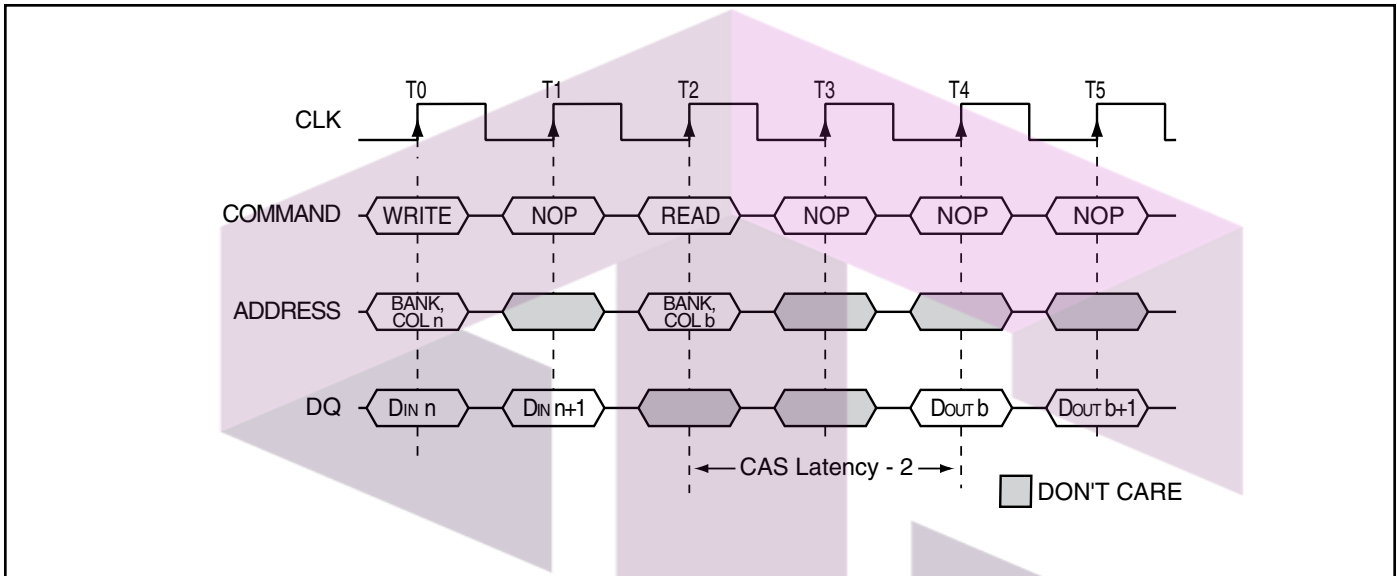 T0 T1 T2 T3 T4 T5
CLK
COMMAND WRITE NOP READ NOP NOP NOP
ADDRESS BANK, COL n BANK, COL b
DQ DIN n DIN n+1 DOUT b DOUT b+1
CAS Latency - 2
DON'T CARE